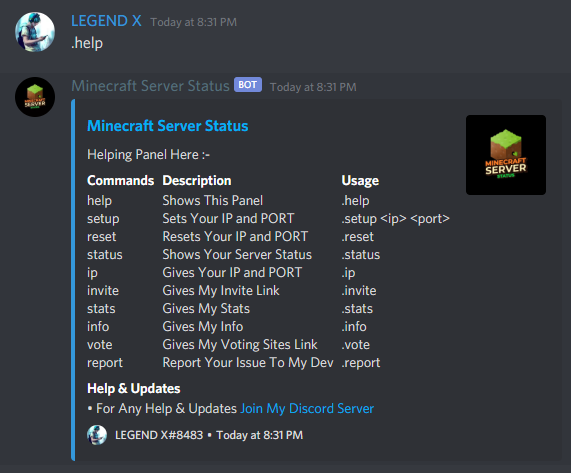 LEGEND X Today at 8:31 PM
.help
Minecraft Server Status BOT Today at 8:31 PM
Minecraft Server Status
MINECRAFT
SERVER
STATUS
Helping Panel Here :-
Commands Description Usage
help Shows This Panel .help
setup Sets Your IP and PORT .setup <ip> <port>
reset Resets Your IP and PORT .reset
status Shows Your Server Status .status
ip Gives Your IP and PORT .ip
invite Gives My Invite Link .invite
stats Gives My Stats .stats
info Gives My Info .info
vote Gives My Voting Sites Link .vote
report Report Your Issue To My Dev .report
Help & Updates
• For Any Help & Updates Join My Discord Server
LEGEND X#8483 • Today at 8:31 PM